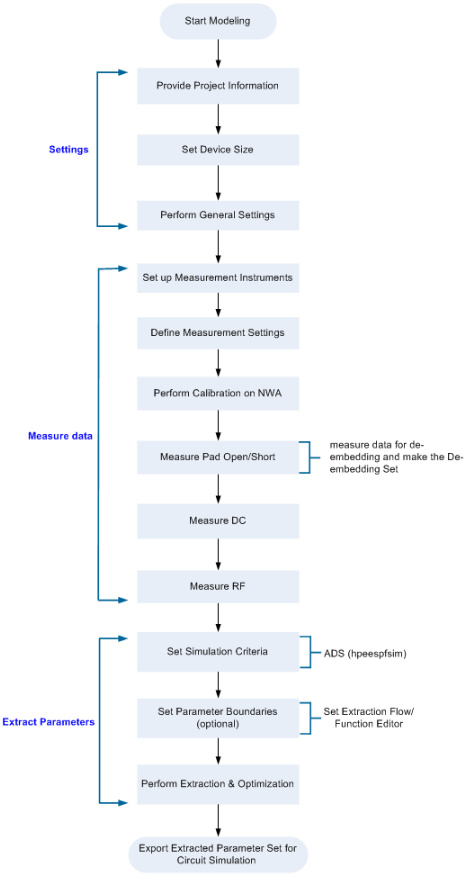 Start Modeling
Provide Project Information
Settings
Set Device Size
Perform General Settings
Set up Measurement Instruments
Define Measurement Settings
Perform Calibration on NWA
Measure data
Measure Pad Open/Short
measure data for de-
embedding and make the De-
embedding Set
Measure DC
Measure RF
Set Simulation Criteria
ADS (hpeespfsim)
Extract Parameters
Set Parameter Boundaries
(optional)
Set Extraction Flow/
Function Editor
Perform Extraction & Optimization
Export Extracted Parameter Set for
Circuit Simulation